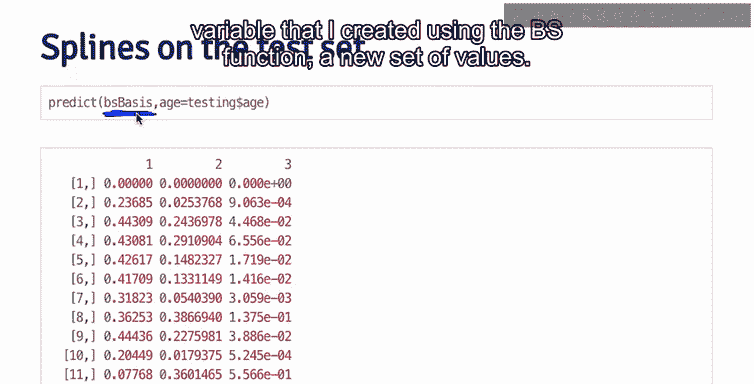 variable that I created using the BS
function, a new set of values.
Splines on the test set
predict(bsBasis,age=testing$age)
1 2 3
[1,] 0.00000 0.0000000 0.000e+00
[2,] 0.23685 0.0253768 9.063e-04
[3,] 0.44309 0.2436978 4.468e-02
[4,] 0.43081 0.2910904 6.556e-02
[5,] 0.42617 0.1482327 1.719e-02
[6,] 0.41709 0.1331149 1.416e-02
[7,] 0.31823 0.0540390 3.059e-03
[8,] 0.36253 0.3866940 1.375e-01
[9,] 0.44436 0.2275981 3.886e-02
[10,] 0.20449 0.0179375 5.245e-04
[11,] 0.07768 0.3601465 5.566e-01